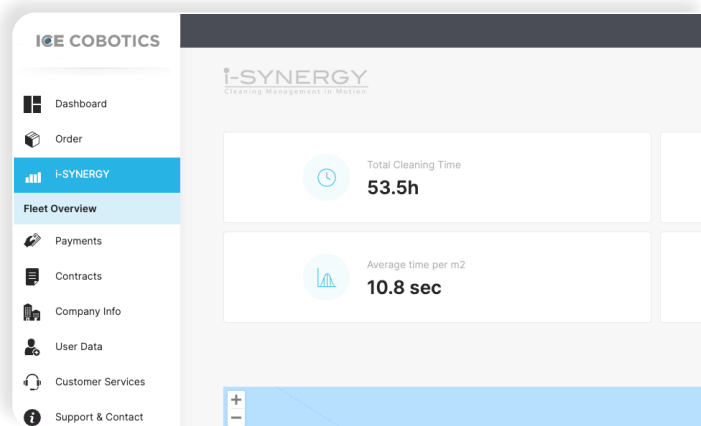 ICE COBOTICS
Dashboard
Order
i-SYNERGY
Fleet Overview
Payments
Contracts
Company Info
User Data
Customer Services
Support & Contact
i-SYNERGY
Cleaning Management in Motion
Total Cleaning Time
53.5h
Average time per m2
10.8 sec
+
−